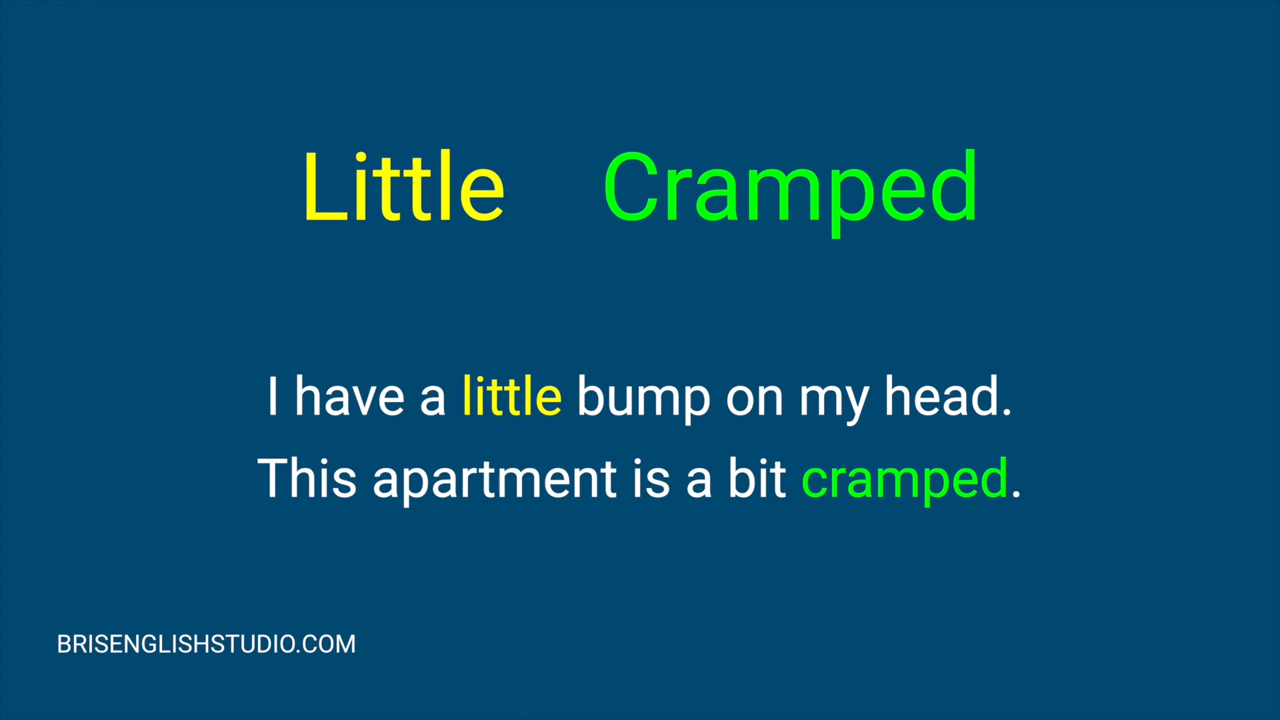 Little Cramped
I have a little bump on my head.
This apartment is a bit cramped.
BRISENGLISHSTUDIO.COM